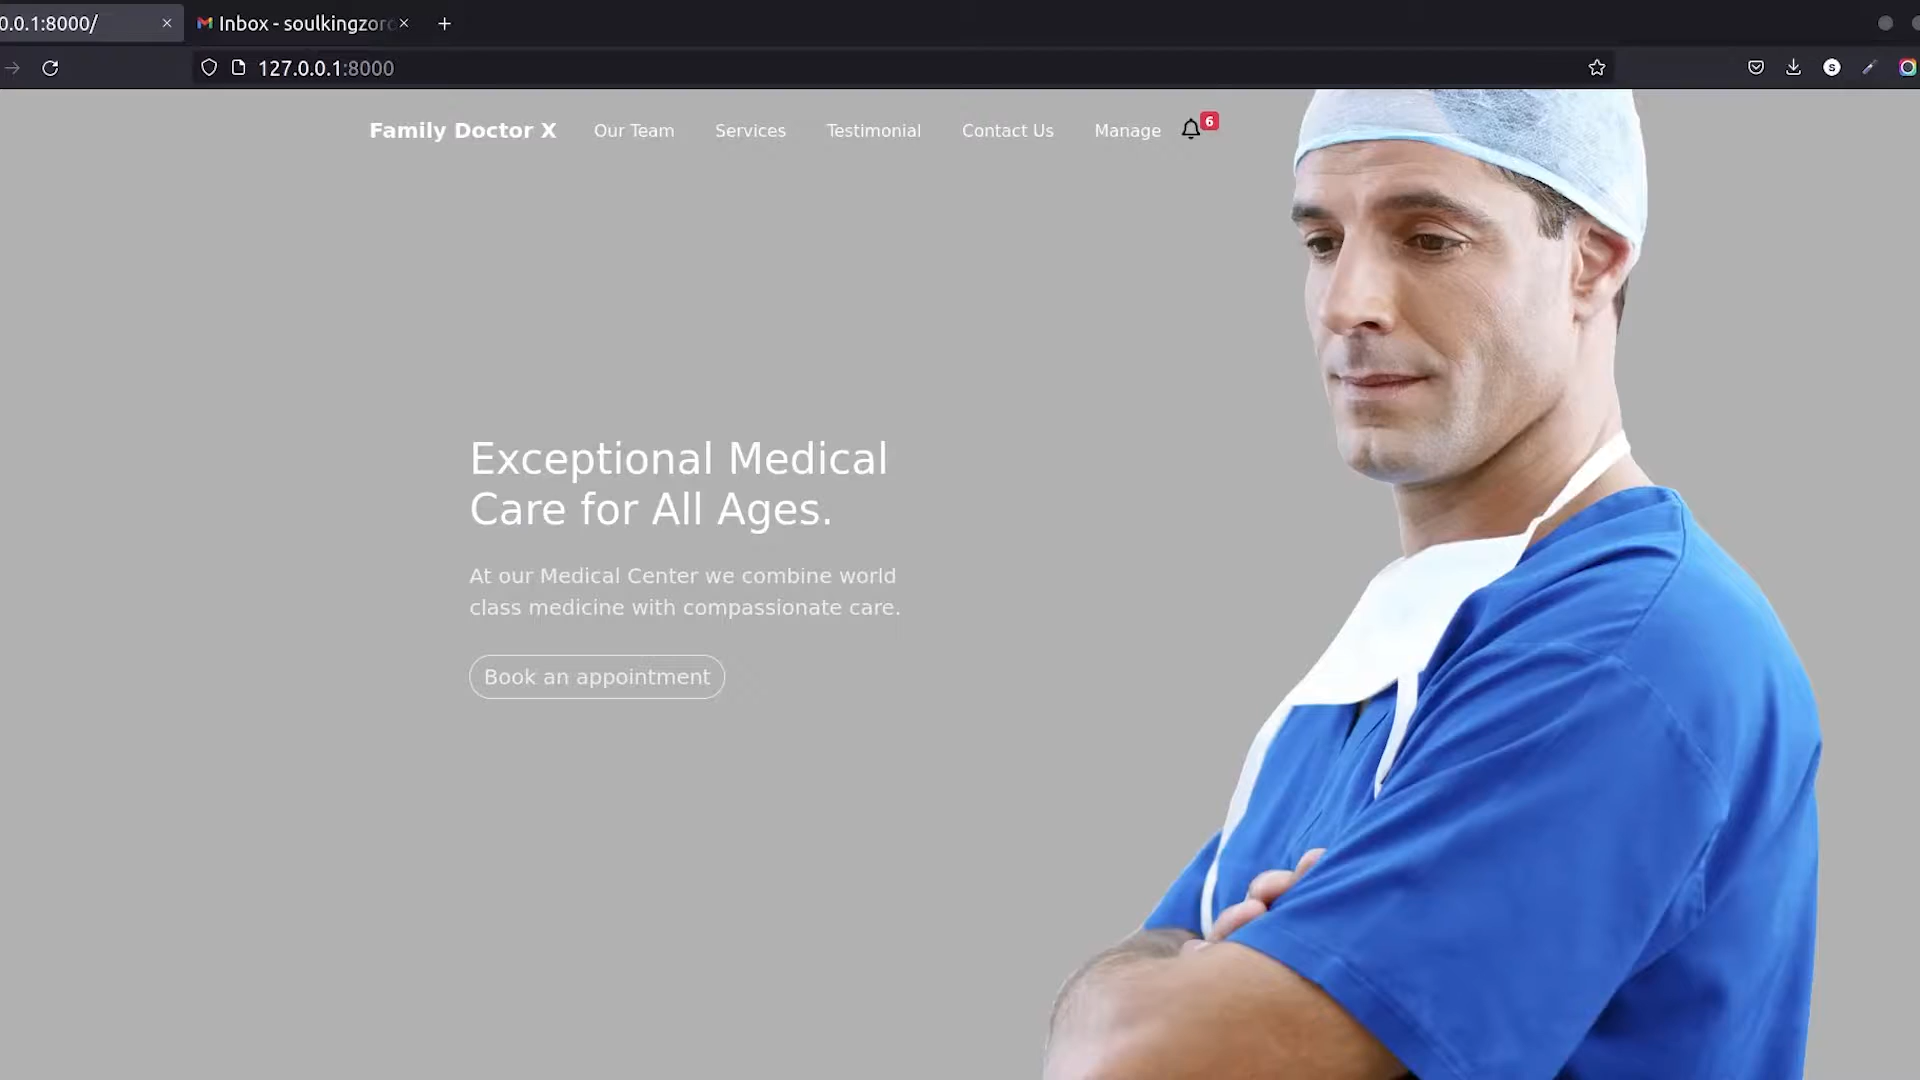 0.0.1:8000/
Inbox - soulkingzoro
127.0.0.1:8000
S
Family Doctor X
Our Team
Services
Testimonial
Contact Us
Manage
6
Exceptional Medical
Care for All Ages.
At our Medical Center we combine world
class medicine with compassionate care.
Book an appointment